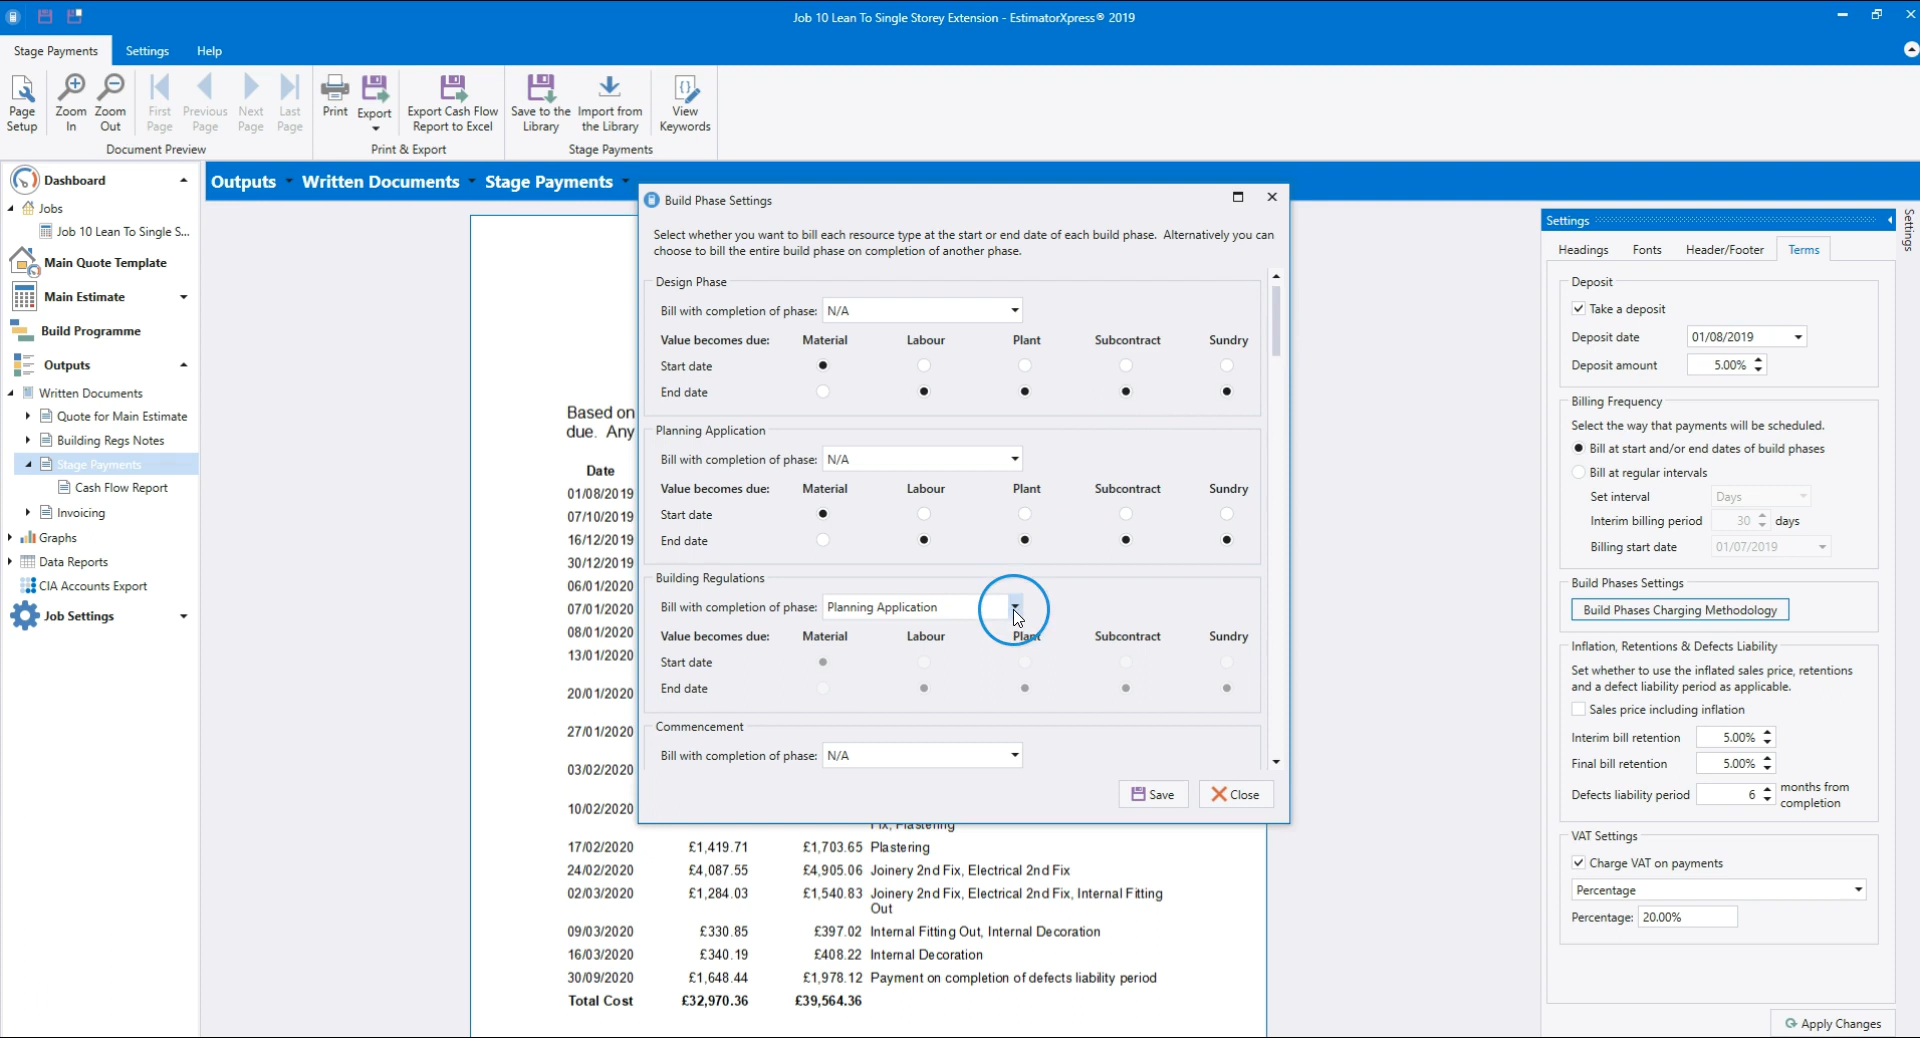 Job 10 Lean To Single Storey Extension - EstimatorXpress® 2019
Stage Payments
Settings
Help
Page Setup
Zoom In
Zoom Out
First Page
Previous Page
Next Page
Last Page
Print
Export
Export Cash Flow Report to Excel
Save to the Library
Import from the Library
View Keywords
Document Preview
Print & Export
Stage Payments
Dashboard
Jobs
Job 10 Lean To Single S...
Main Quote Template
Main Estimate
Build Programme
Outputs
Written Documents
Quote for Main Estimate
Building Regs Notes
Stage Payments
Cash Flow Report
Invoicing
Graphs
Data Reports
CIA Accounts Export
Job Settings
Outputs Written Documents Stage Payments
Based on
due. Any
Date
01/08/2019
07/10/2019
16/12/2019
30/12/2019
06/01/2020
07/01/2020
08/01/2020
13/01/2020
20/01/2020
27/01/2020
03/02/2020
10/02/2020
Fix, Plastering
17/02/2020 £1,419.71 £1,703.65 Plastering
24/02/2020 £4,087.55 £4,905.06 Joinery 2nd Fix, Electrical 2nd Fix
02/03/2020 £1,284.03 £1,540.83 Joinery 2nd Fix, Electrical 2nd Fix, Internal Fitting
Out
09/03/2020 £330.85 £397.02 Internal Fitting Out, Internal Decoration
16/03/2020 £340.19 £408.22 Internal Decoration
30/09/2020 £1,648.44 £1,978.12 Payment on completion of defects liability period
Total Cost £32,970.36 £39,564.36
Build Phase Settings
Select whether you want to bill each resource type at the start or end date of each build phase. Alternatively you can
choose to bill the entire build phase on completion of another phase.
Design Phase
Bill with completion of phase: N/A
Value becomes due: Material Labour Plant Subcontract Sundry
Start date
End date
Planning Application
Bill with completion of phase: N/A
Value becomes due: Material Labour Plant Subcontract Sundry
Start date
End date
Building Regulations
Bill with completion of phase: Planning Application
Value becomes due: Material Labour Plant Subcontract Sundry
Start date
End date
Commencement
Bill with completion of phase: N/A
Save
Close
Settings
Settings
Headings Fonts Header/Footer Terms
Deposit
Take a deposit
Deposit date 01/08/2019
Deposit amount 5.00%
Billing Frequency
Select the way that payments will be scheduled.
Bill at start and/or end dates of build phases
Bill at regular intervals
Set interval Days
Interim billing period 30 days
Billing start date 01/07/2019
Build Phases Settings
Build Phases Charging Methodology
Inflation, Retentions & Defects Liability
Set whether to use the inflated sales price, retentions
and a defect liability period as applicable.
Sales price including inflation
Interim bill retention 5.00%
Final bill retention 5.00%
Defects liability period 6 months from completion
VAT Settings
Charge VAT on payments
Percentage
Percentage: 20.00%
Apply Changes